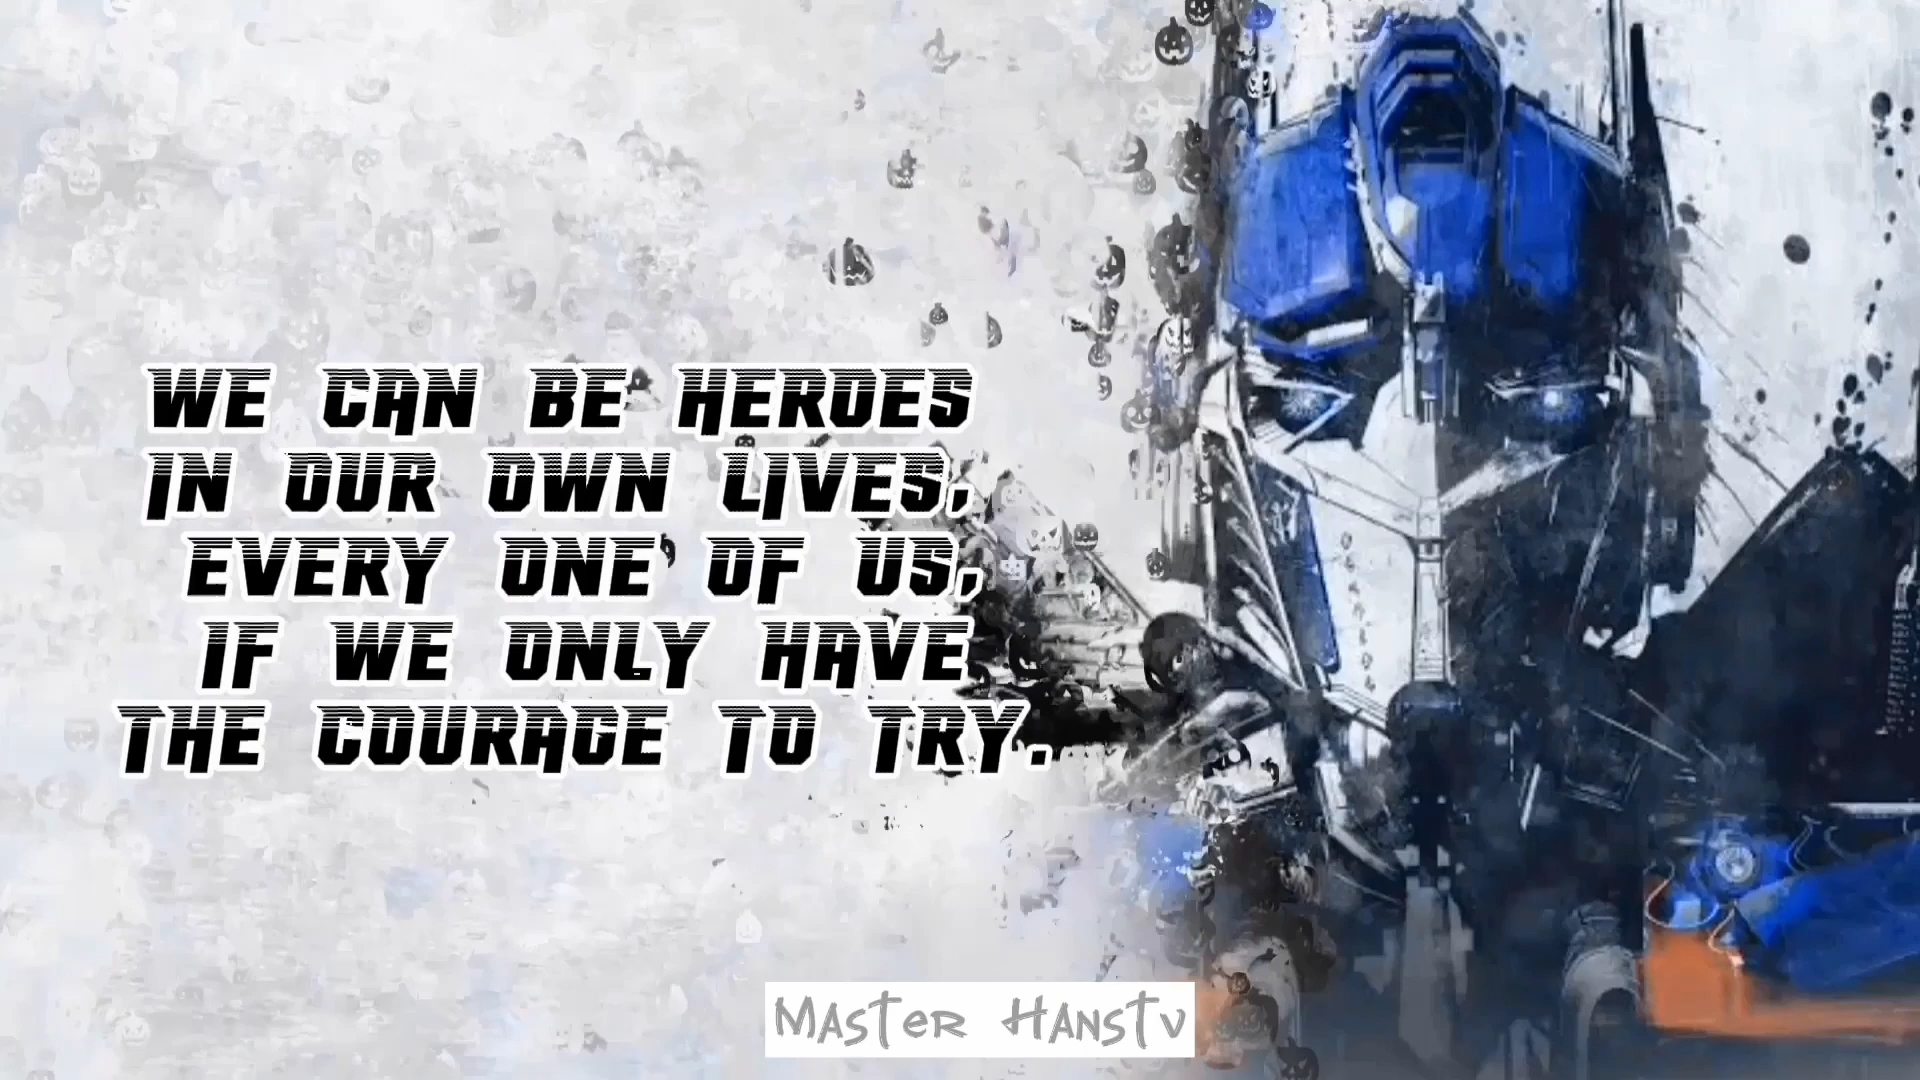 WE CAN BE HEROES
IN OUR OWN LIVES,
EVERY ONE OF US,
IF WE ONLY HAVE
THE COURAGE TO TRY.
Master HansTv